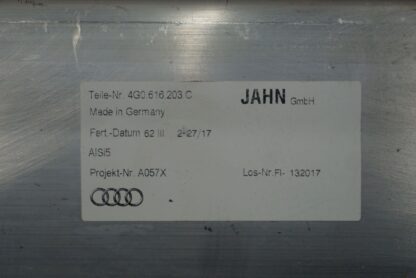 Teile-Nr. 4G0.616.203.C JAHN GmbH
Made in Germany
Fert.-Datum 62 III 2-27/17
AlSi5
Projekt-Nr. A057X Los-Nr.Fl- 132017